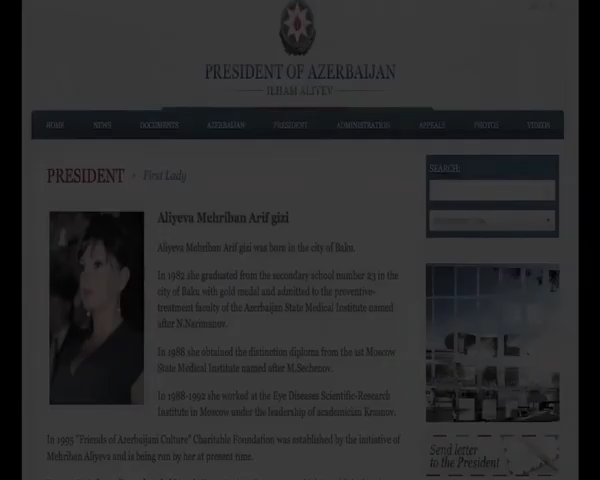 PRESIDENT OF AZERBAIJAN
ILHAM ALIYEV
HOME NEWS DOCUMENTS AZERBAIJAN PRESIDENT ADMINISTRATION APPEALS PHOTOS VIDEOS
PRESIDENT First Lady
SEARCH:
Aliyeva Mehriban Arif gizi
Aliyeva Mehriban Arif gizi was born in the city of Baku.
In 1982 she graduated from the secondary school number 23 in the
city of Baku with gold medal and admitted to the preventive-
treatment faculty of the Azerbaijan State Medical Institute named
after N.Narimanov.
In 1988 she obtained the distinction diploma from the 1st Moscow
State Medical Institute named after M.Sechenov.
In 1988-1992 she worked at the Eye Diseases Scientific-Research
Institute in Moscow under the leadership of academician Krasnov.
In 1995 "Friends of Azerbaijani Culture" Charitable Foundation was established by the initiative of
Mehriban Aliyeva and is being run by her at present time.
Send letter
to the President